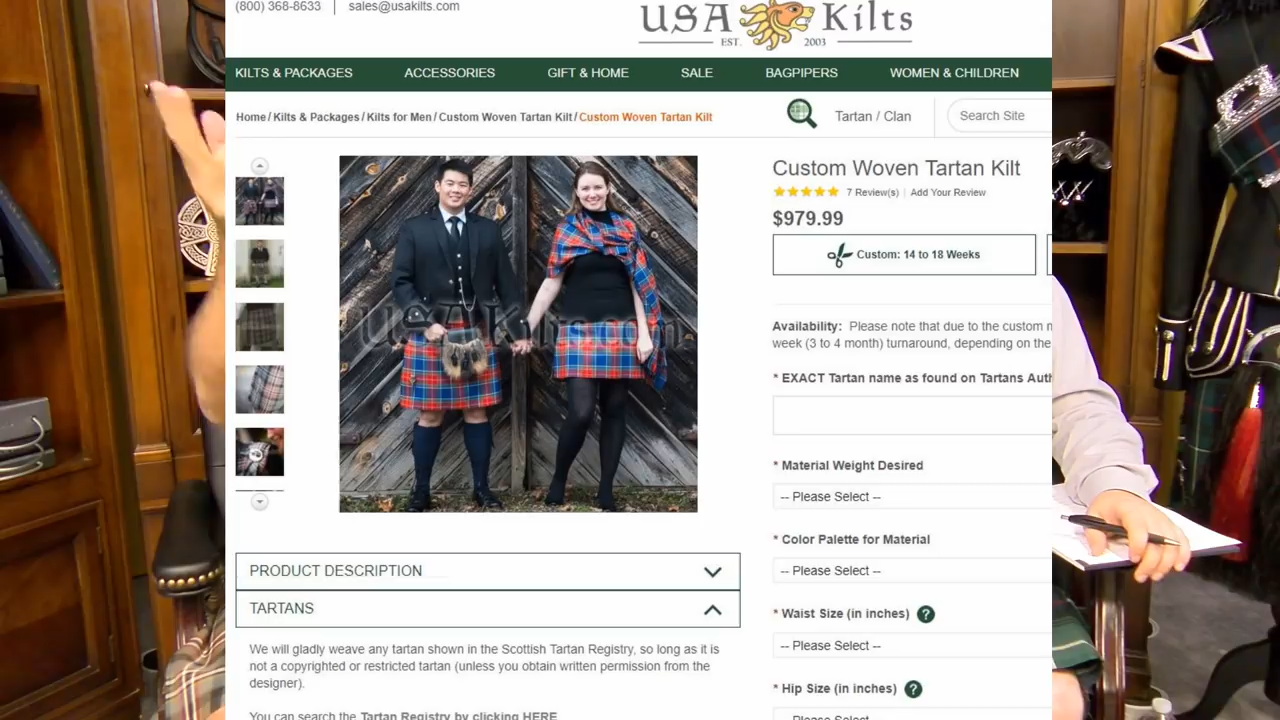 (800) 368-8633
sales@usakilts.com
USA Kilts
EST. 2003
KILTS & PACKAGES ACCESSORIES GIFT & HOME SALE BAGPIPERS WOMEN & CHILDREN
Home / Kilts & Packages / Kilts for Men / Custom Woven Tartan Kilt / Custom Woven Tartan Kilt
Tartan / Clan
Search Site
USA Kilts.com
Custom Woven Tartan Kilt
7 Review(s) | Add Your Review
$979.99
Custom: 14 to 18 Weeks
Availability: Please note that due to the custom
week (3 to 4 month) turnaround, depending on the
* EXACT Tartan name as found on Tartans
* Material Weight Desired
-- Please Select --
* Color Palette for Material
-- Please Select --
* Waist Size (in inches) ?
-- Please Select --
* Hip Size (in inches) ?
-- Please Select --
PRODUCT DESCRIPTION
TARTANS
We will gladly weave any tartan shown in the Scottish Tartan Registry, so long as it is
not a copyrighted or restricted tartan (unless you obtain written permission from the
designer).
You can search the Tartan Registry by clicking HERE